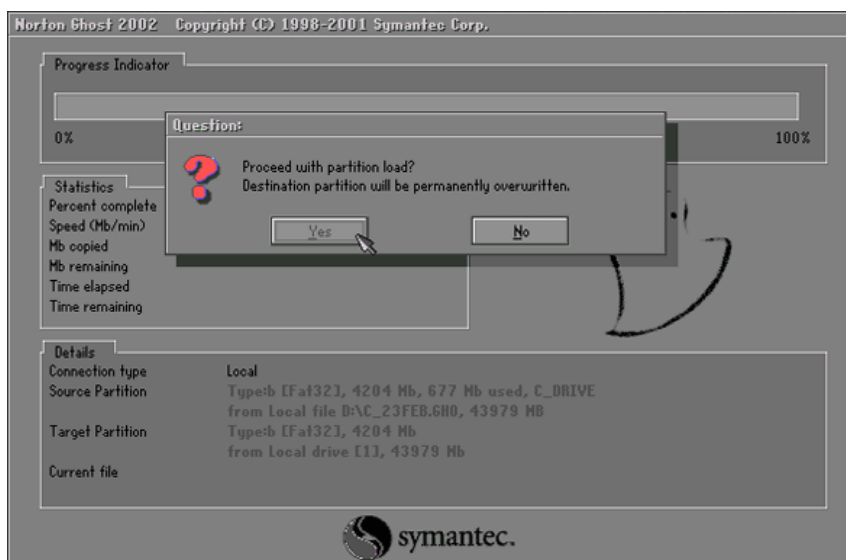 Norton Ghost 2002 Copyright (C) 1998-2001 Symantec Corp.
Progress Indicator
0%
100%
Question:
Proceed with partition load?
Destination partition will be permanently overwritten.
Yes
No
Statistics
Percent complete
Speed (Mb/min)
Mb copied
Mb remaining
Time elapsed
Time remaining
Details
Connection type Local
Source Partition Type:b [Fat32], 4204 Mb, 677 Mb used, C_DRIVE
from Local file D:\C_23FEB.GHO, 43979 MB
Target Partition Type:b [Fat32], 4204 Mb
from Local drive [1], 43979 Mb
Current file
symantec.